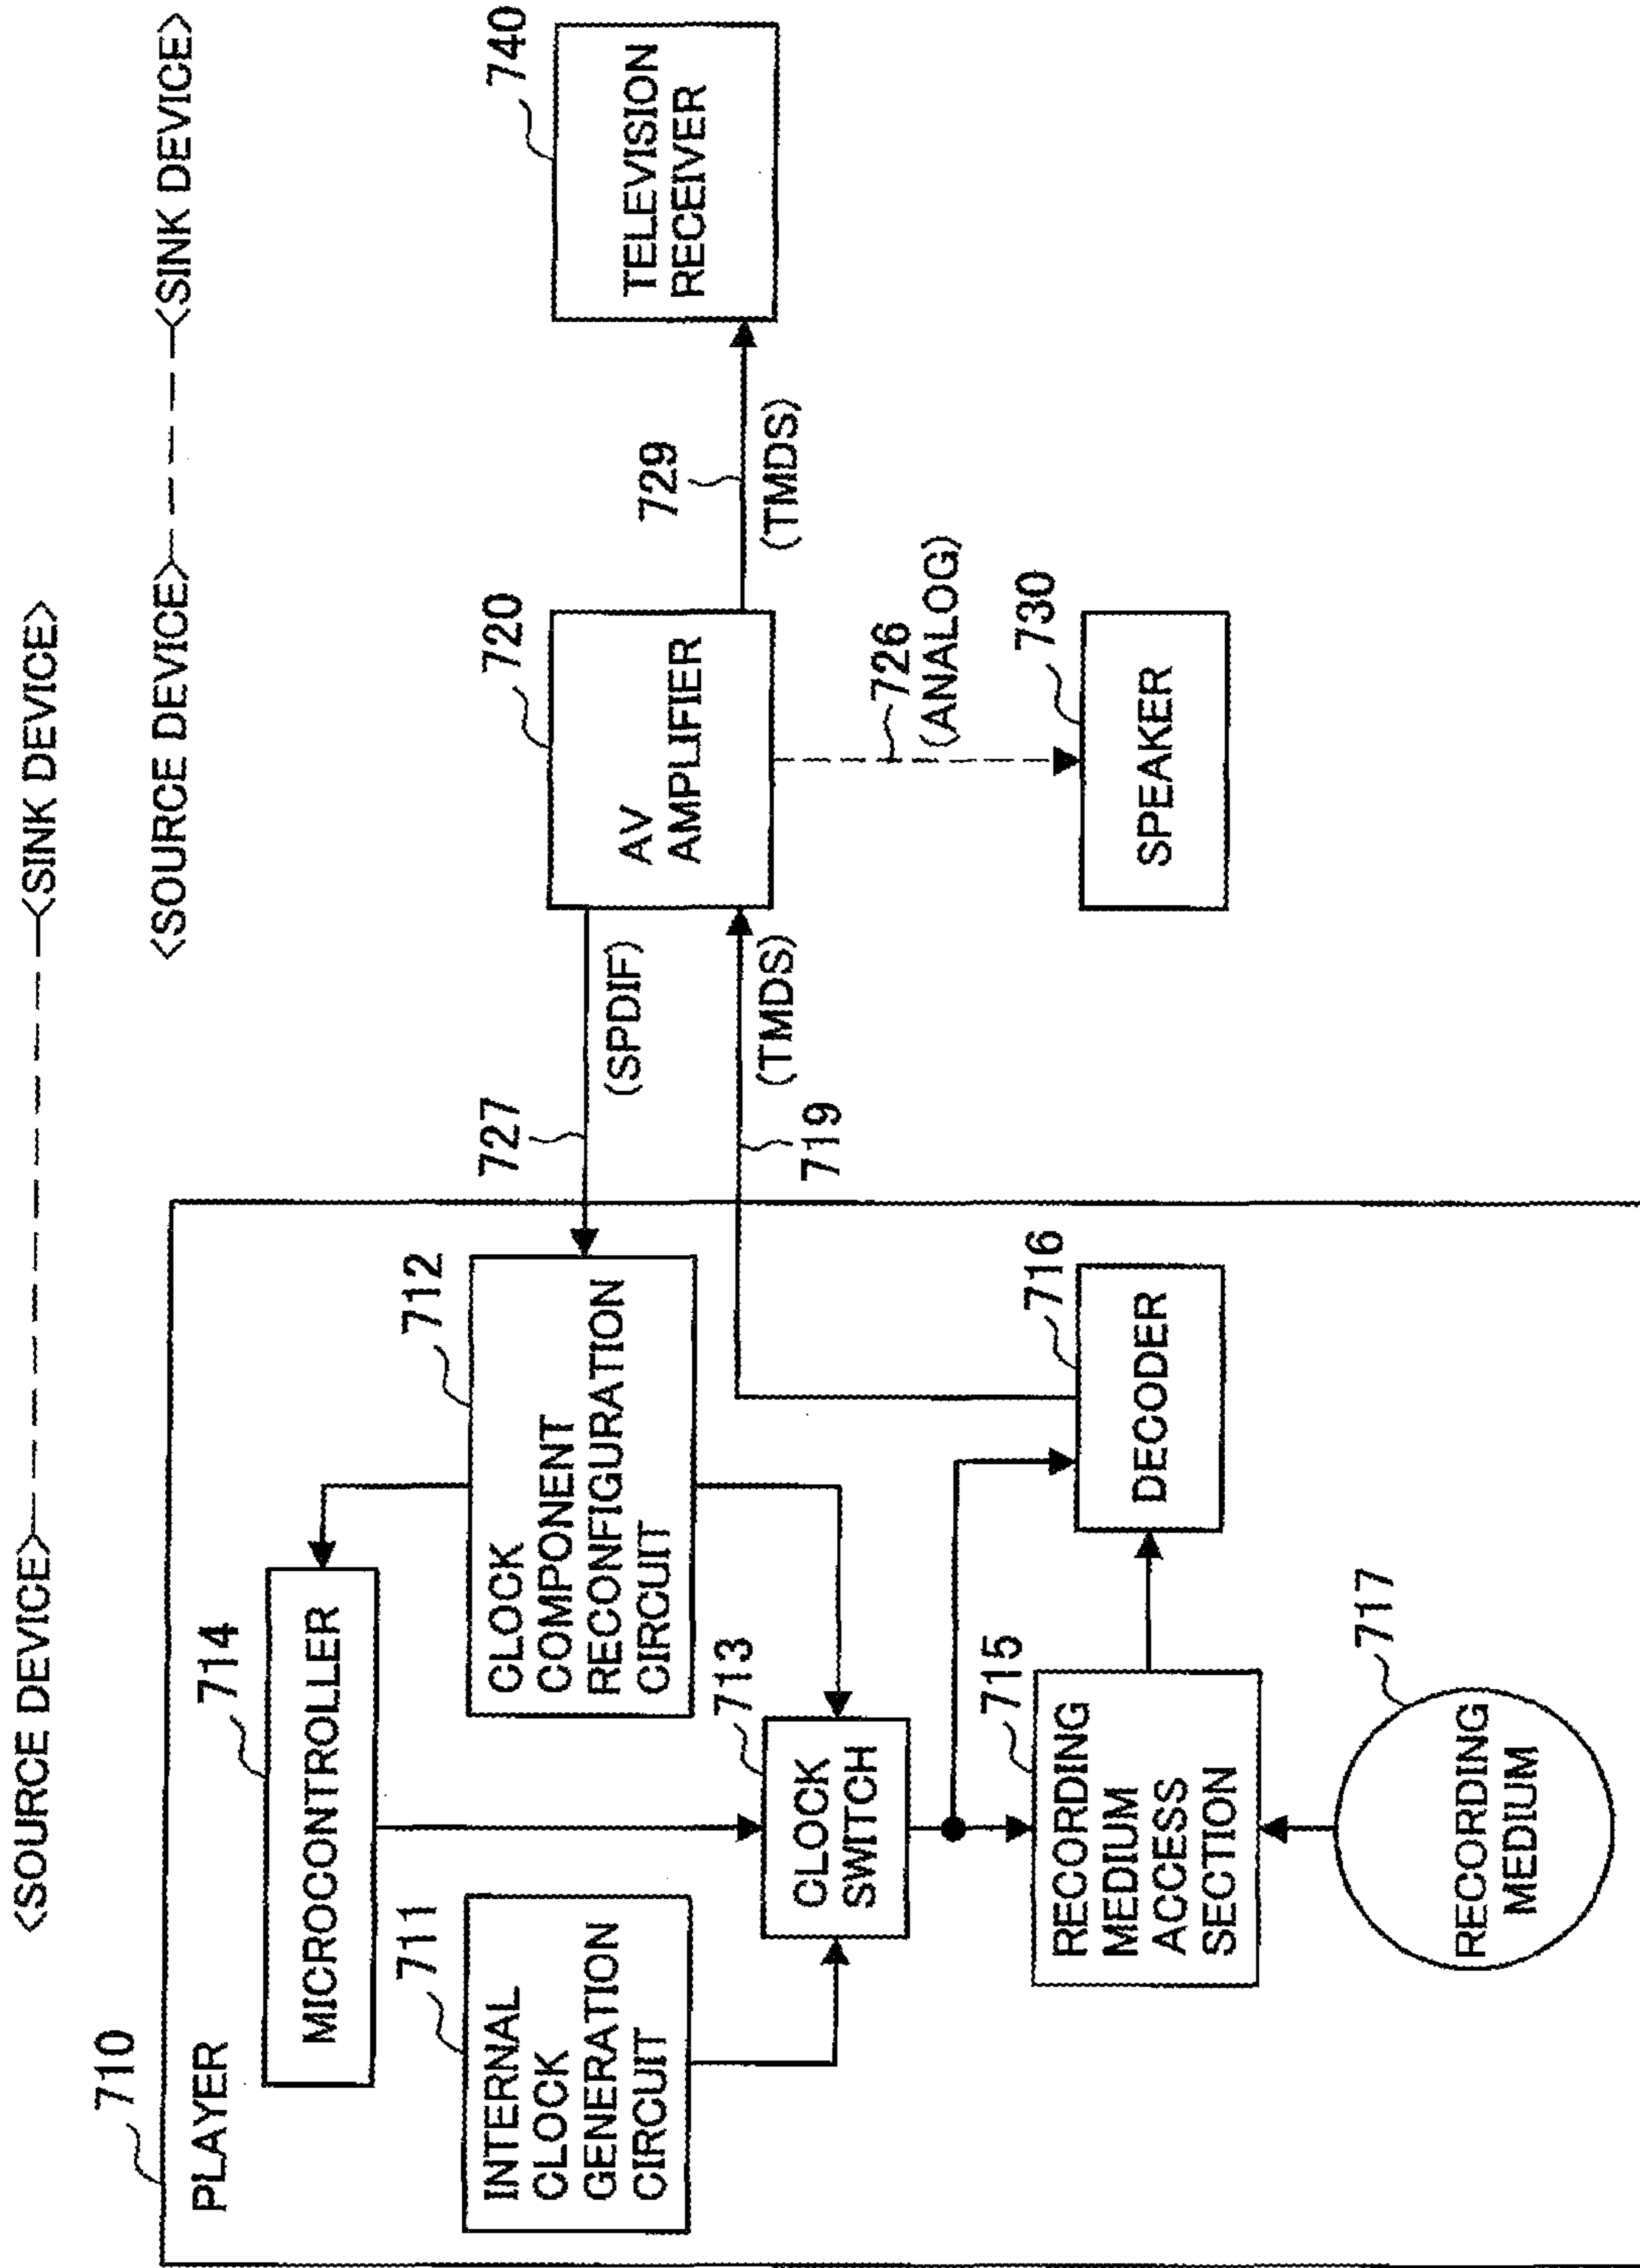 <SOURCE DEVICE>
<SINK DEVICE>
<SOURCE DEVICE>
<SINK DEVICE>
710
PLAYER
714
MICROCONTROLLER
711
INTERNAL
CLOCK
GENERATION
CIRCUIT
712
CLOCK
COMPONENT
RECONFIGURATION
CIRCUIT
727
(SPDIF)
720
AV
AMPLIFIER
740
TELEVISION
RECEIVER
729
(TMDS)
719
(TMDS)
713
CLOCK
SWITCH
726
(ANALOG)
715
RECORDING
MEDIUM
ACCESS
SECTION
716
DECODER
730
SPEAKER
717
RECORDING
MEDIUM